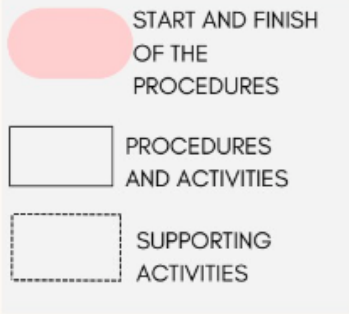 START AND FINISH
OF THE
PROCEDURES
PROCEDURES
AND ACTIVITIES
SUPPORTING
ACTIVITIES